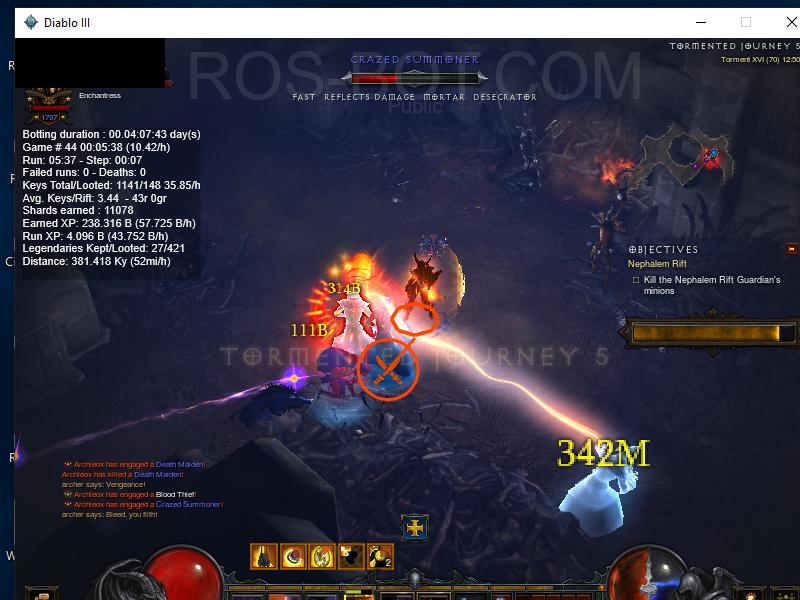 Diablo III
TORMENTED JOURNEY 5
Torment XVI (70) 12:50
ROS-BOT.COM
Public
CRAZED SUMMONER
FAST REFLECTS DAMAGE MORTAR DESECRATOR
Enchantress
1797
Botting duration : 00.04:07:43 day(s)
Game # 44 00:05:38 (10.42/h)
Run: 05:37 - Step: 00:07
Failed runs: 0 - Deaths: 0
Keys Total/Looted: 1141/148 35.85/h
Avg. Keys/Rift: 3.44 - 43r 0gr
Shards earned : 11078
Earned XP: 238.316 B (57.725 B/h)
Run XP: 4.096 B (43.752 B/h)
Legendaries Kept/Looted: 27/421
Distance: 381.418 Ky (52mi/h)
OBJECTIVES
Nephalem Rift
Kill the Nephalem Rift Guardian's
minions
314B
111B
TORMENTED JOURNEY 5
342M
Archleox has engaged a Death Maiden!
Archleox has killed a Death Maiden!
archer says: Vengeance!
Archleox has engaged a Blood Thief!
Archleox has engaged a Crazed Summoner!
archer says: Bleed, you filth!
2